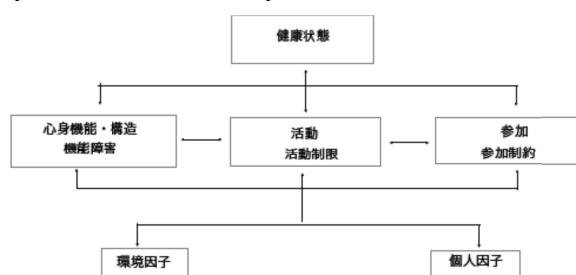 健康状態
心身機能・構造
機能障害
活動
活動制限
参加
参加制約
環境因子
個人因子